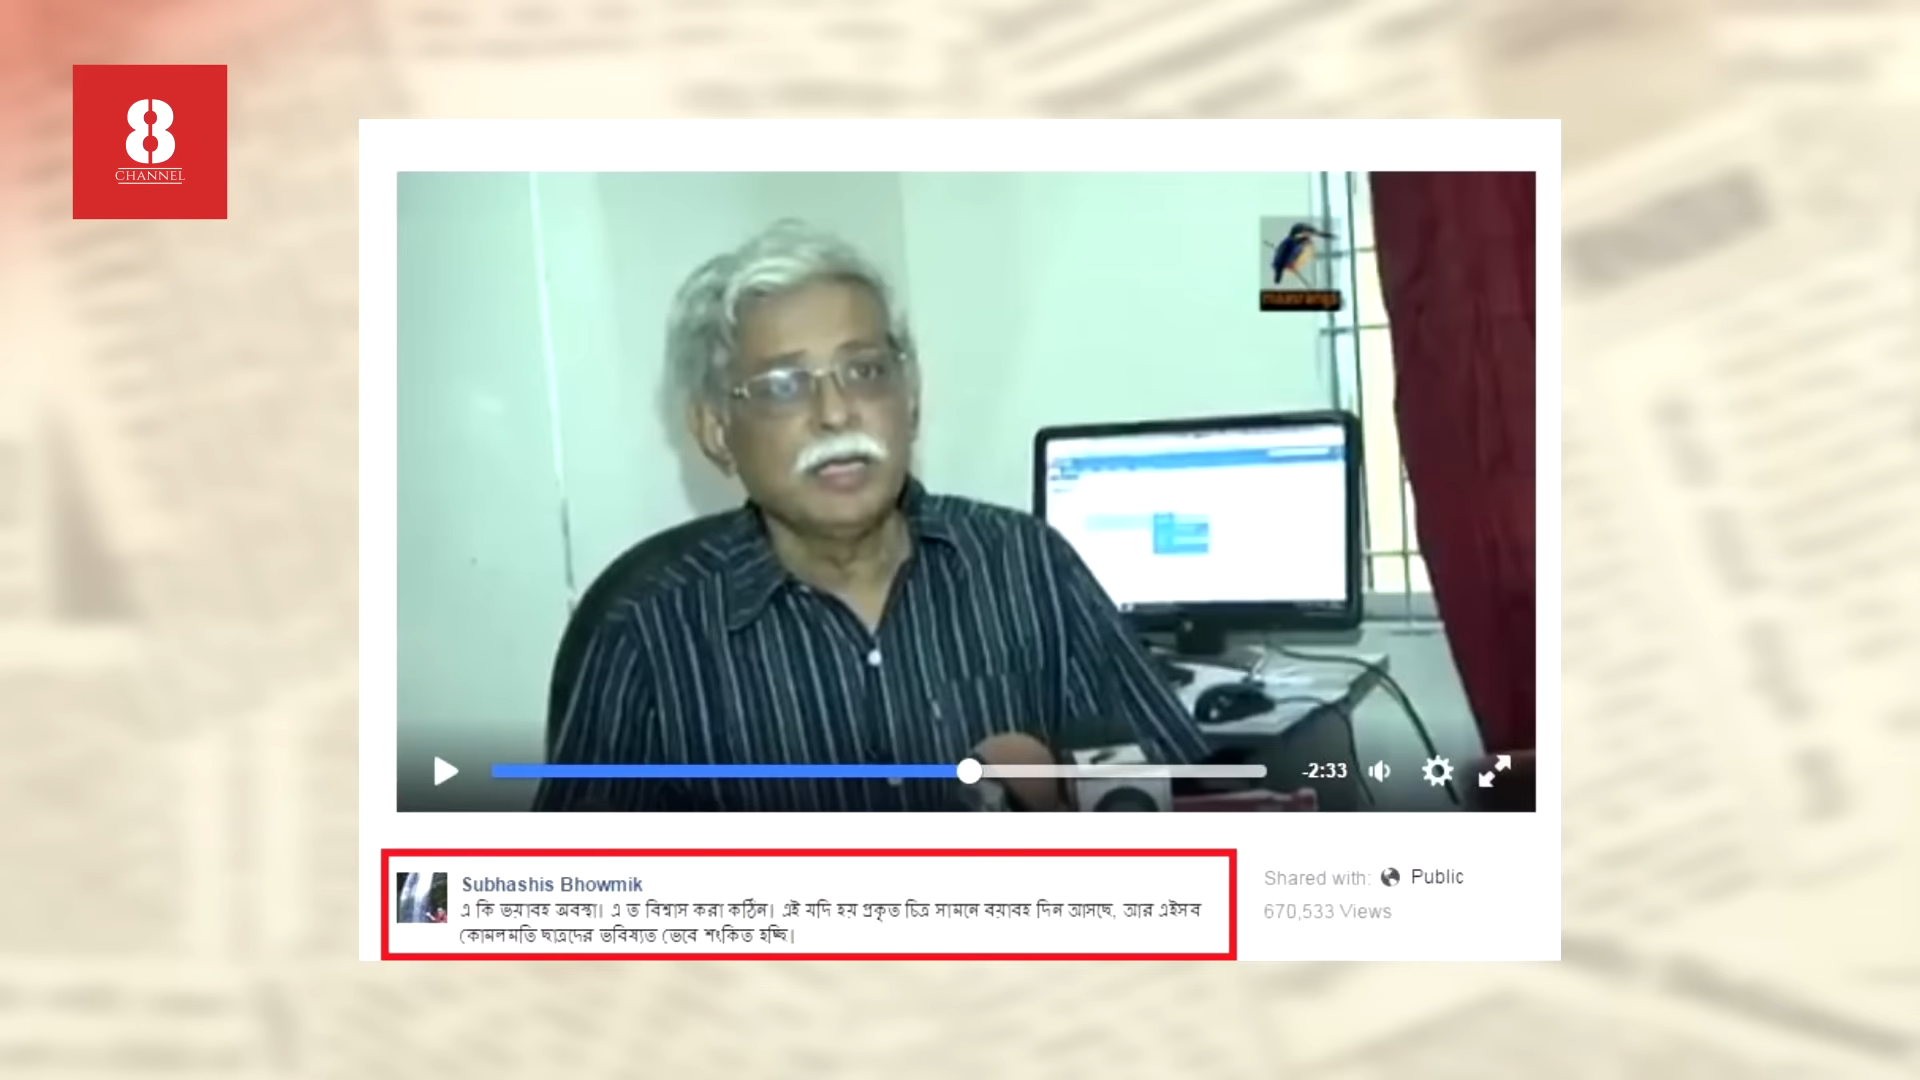 8
CHANNEL
maasranga
-2:33
Subhashis Bhowmik
এ কি ভয়াবহ অবস্থা। এ ত বিশ্বাস করা কঠিন। এই যদি হয় প্রকৃত চিত্র সামনে বয়াবহ দিন আসছে, আর এইসব
কোমলমতি ছাত্রদের ভবিষ্যত ভেবে শংকিত হচ্ছি।
Shared with: Public
670,533 Views